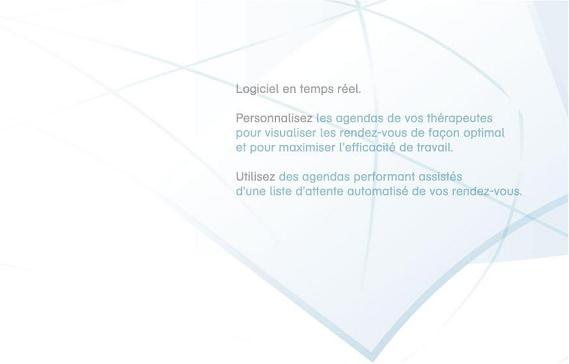 Logiciel en temps réel.
Personnalisez les agendas de vos thérapeutes
pour visualiser les rendez-vous de façon optimal
et pour maximiser l'efficacité de travail.
Utilisez des agendas performant assistés
d'une liste d'attente automatisé de vos rendez-vous.